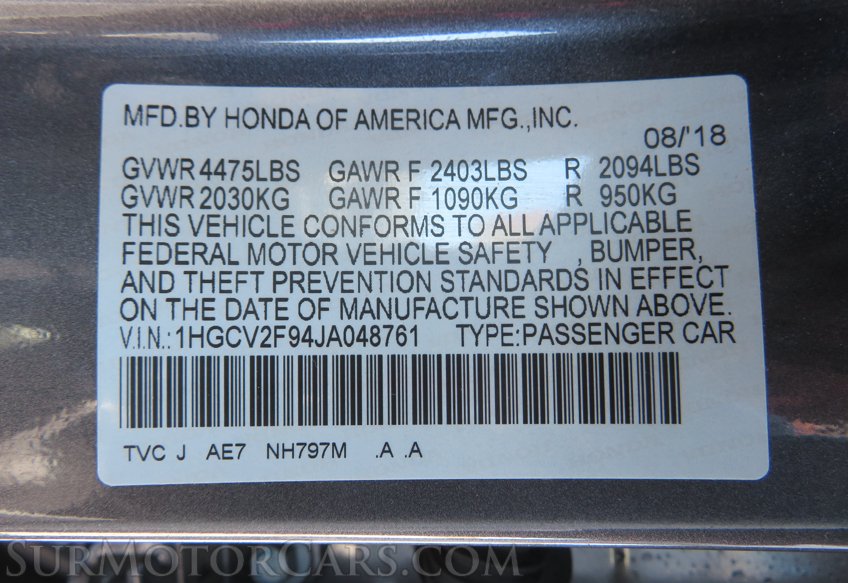 MFD.BY HONDA OF AMERICA MFG.,INC.
08/'18
GVWR 4475LBS GAWR F 2403LBS R 2094LBS
GVWR 2030KG GAWR F 1090KG R 950KG
THIS VEHICLE CONFORMS TO ALL APPLICABLE
FEDERAL MOTOR VEHICLE SAFETY , BUMPER,
AND THEFT PREVENTION STANDARDS IN EFFECT
ON THE DATE OF MANUFACTURE SHOWN ABOVE.
V.I.N.:1HGCV2F94JA048761 TYPE:PASSENGER CAR
TVC J AE7 NH797M .A .A
SurMotorCars.com